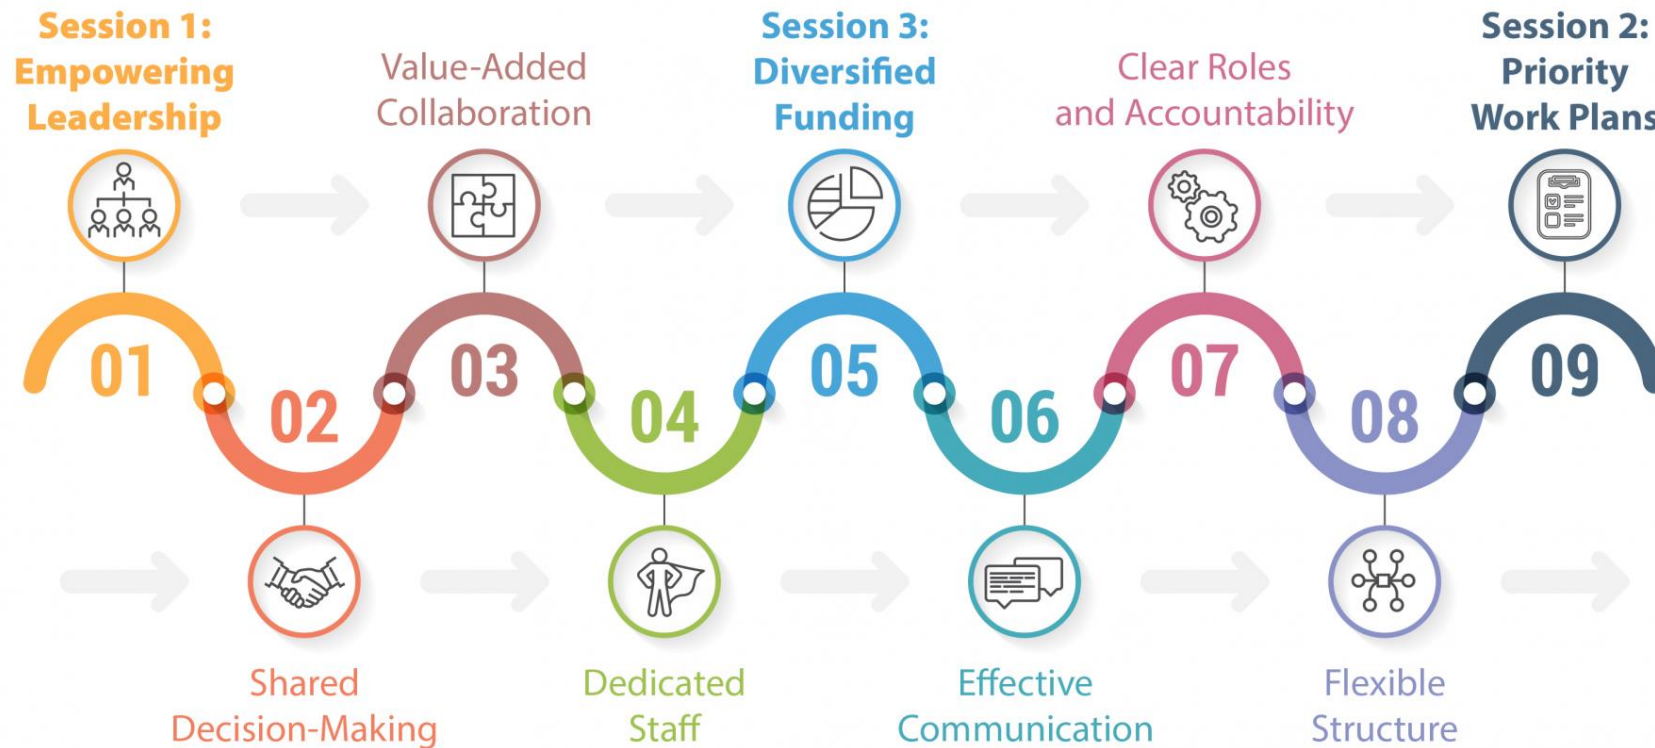 Session 1:
Empowering
Leadership
Value-Added
Collaboration
Session 3:
Diversified
Funding
Clear Roles
and Accountability
Session 2:
Priority
Work Plans
01
02
03
04
05
06
07
08
09
Shared
Decision-Making
Dedicated
Staff
Effective
Communication
Flexible
Structure